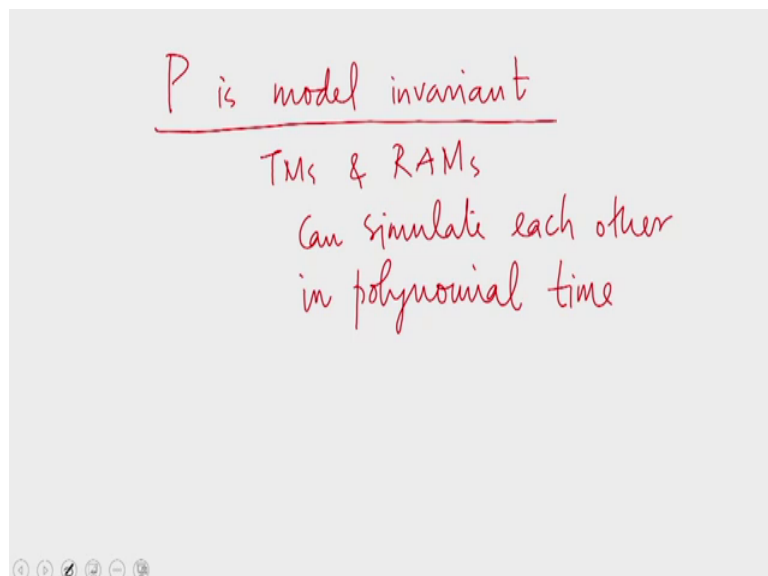 P is model invariant
TMs & RAMs
can simulate each other
in polynomial time